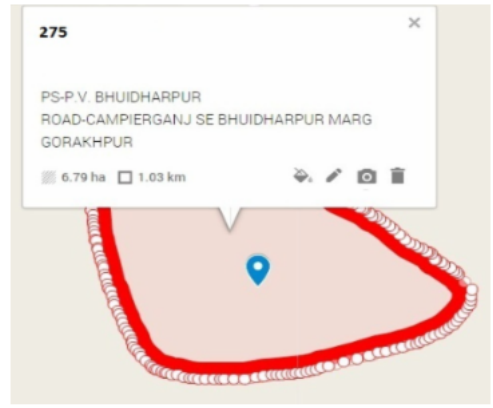 275
PS-P.V. BHUIDHARPUR
ROAD-CAMPIERGANJ SE BHUIDHARPUR MARG
GORAKHPUR
6.79 ha 1.03 km